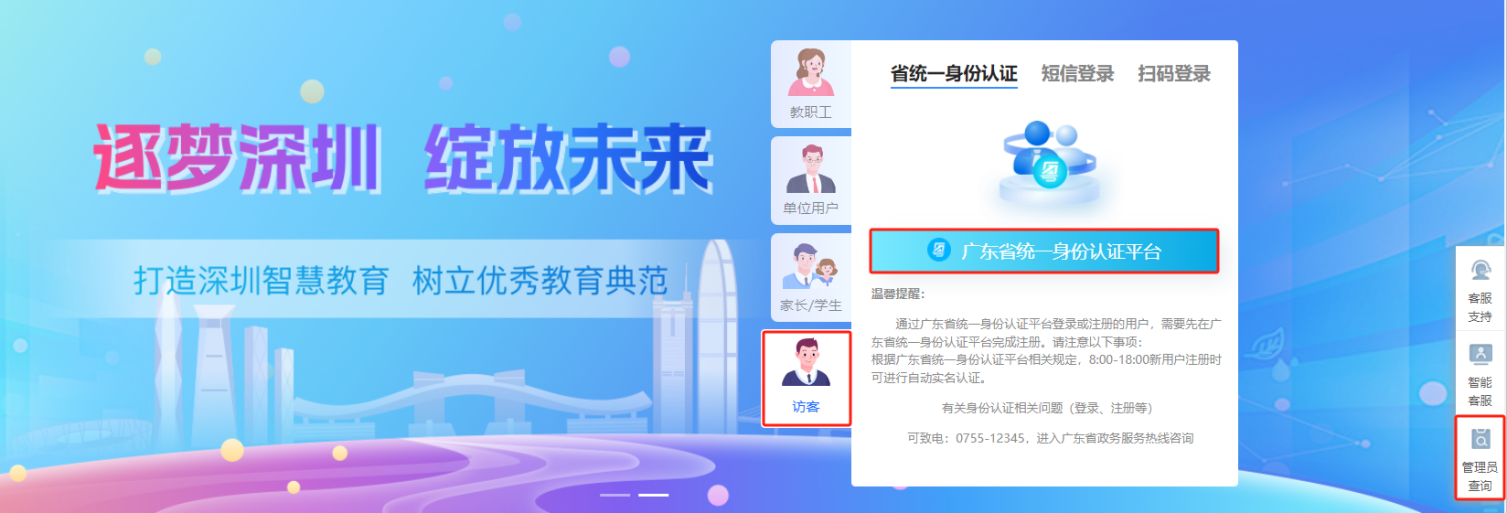 逐梦深圳 绽放未来
打造深圳智慧教育 树立优秀教育典范
教职工
单位用户
家长/学生
访客
省统一身份认证 短信登录 扫码登录
广东省统一身份认证平台
温馨提醒：
通过广东省统一身份认证平台登录或注册的用户，需要先在广
东省统一身份认证平台完成注册。请注意以下事项：
根据广东省统一身份认证平台相关规定，8:00-18:00新用户注册时
可进行自动实名认证。
有关身份认证相关问题（登录、注册等）
可致电：0755-12345，进入广东省政务服务热线咨询
客服
支持
智能
客服
管理员
查询